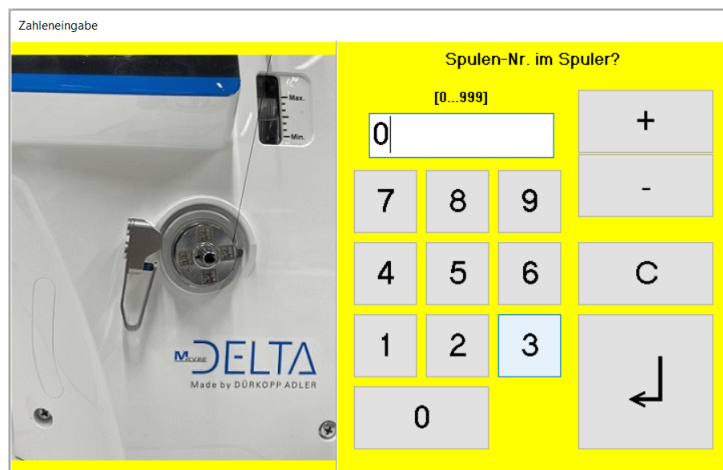 Zahleneingabe
Max.
Min.
M-TYPE DELTA
Made by DÜRKOPP ADLER
Spulen-Nr. im Spuler?
[0...999]
0
+
7 8 9
-
4 5 6
C
1 2 3
0